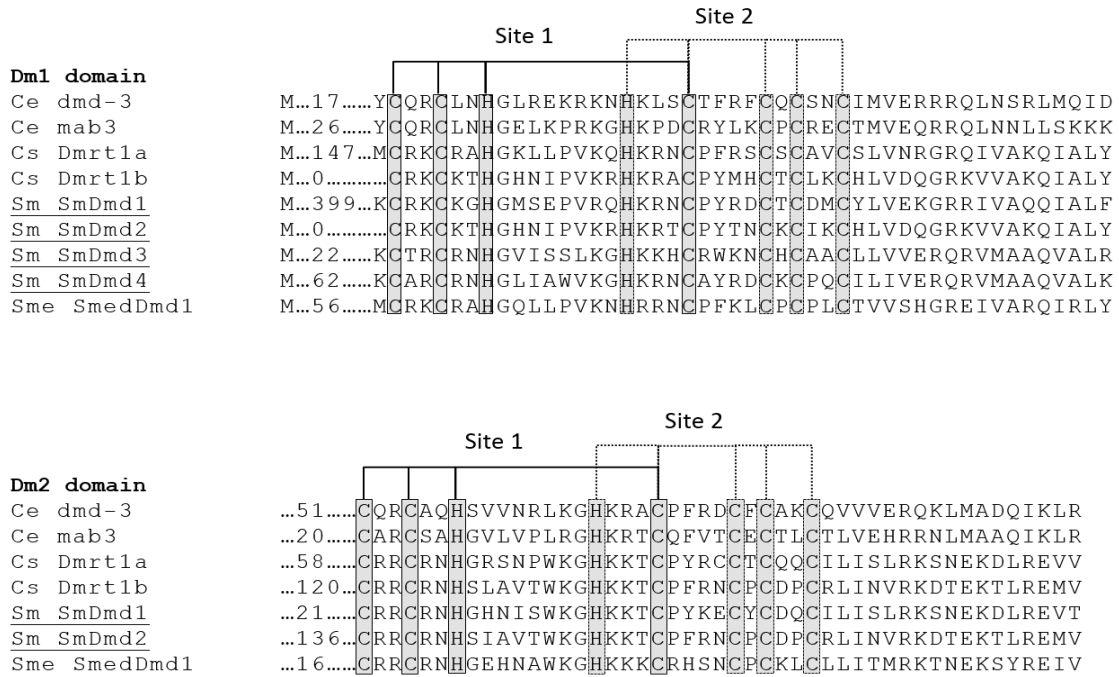 Site 2
Site 1
Dm1 domain
Ce dmd-3 M…17……YCQRCLNHGLREKRKNHKLSCTFRFCQCSNCIMVERRRQLNSRLMQID
Ce mab3 M…26……YCQRCLNHGELKPRKGHKPDCRYLKCPCRECTMVEQRRQLNNLLSKKK
Cs Dmrt1a M…147…MCRKCRAHGKLLPVKQHKRNCPFRSCSCAVCSLVNRGRQIVAKQIALY
Cs Dmrt1b M…0………CRKCKTHGHNIPVKRHKRACPYMHCTCLKCHLVDQGRKVVAKQIALY
Sm SmDmd1 M…399…KCRKCKGHGMSEPVRQHKRNCPYRDCTCDMCYLVEKGRRIVAQQIALF
Sm SmDmd2 M…0………CRKCKTHGHNIPVKRHKRTCPYTNCKCIKCHLVDQGRKVVAKQIALY
Sm SmDmd3 M…22……KCTRCRNHGVISSLKGHKKHCRWKNCHCAACLLVVERQRVMAAQVALR
Sm SmDmd4 M…62……KCARCRNHGLIAWVKGHKRNCAYRDCKCPQCILIVERQRVMAAQVALK
Sme SmedDmd1 M…56……MCRKCRAHGQLLPVKNHRRNCPFKLCPCPLCTVVSHGREIVARQIRLY
Site 2
Site 1
Dm2 domain
Ce dmd-3 …51……CQRCAQHSVVNRLKGHKRACPFRDCFCAKCQVVVERQKLMADQIKLR
Ce mab3 …20……CARCSAHGVLVPLRGHKRTCQFVTCECTLCTLVEHRRNLMAAQIKLR
Cs Dmrt1a …58……CRRCRNHGRSNPWKGHKKTCPYRCCTCQQCILISLRKSNEKDLREVV
Cs Dmrt1b …120…CRRCRNHSLAVTWKGHKKTCPFRNCPCDPCRLINVRKDTEKTLREMV
Sm SmDmd1 …21……CRRCRNHGHNISWKGHKKTCPYKECYCDQCILISLRKSNEKDLREVT
Sm SmDmd2 …136…CRRCRNHSIAVTWKGHKKTCPFRNCPCDPCRLINVRKDTEKTLREMV
Sme SmedDmd1 …16……CRRCRNHGEHNAWKGHKKKCRHSNCPCKLCLLITMRKTNEKSYREIV